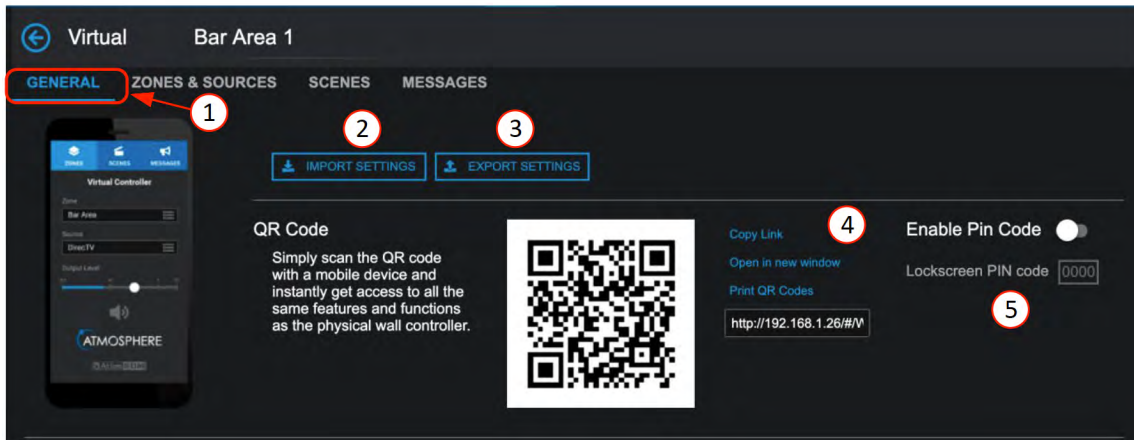 Virtual Bar Area 1
GENERAL ZONES & SOURCES SCENES MESSAGES
1
2
3
IMPORT SETTINGS EXPORT SETTINGS
ZONES SCENES MESSAGES
Virtual Controller
Zone
Bar Area
Source
DirecTV
Output Level
ATMOSPHERE
QR Code
Simply scan the QR code
with a mobile device and
instantly get access to all the
same features and functions
as the physical wall controller.
4
Copy Link
Open in new window
Print QR Codes
http://192.168.1.26/#/W
Enable Pin Code
Lockscreen PIN code 0000
5